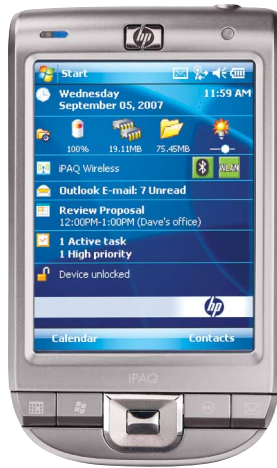 hp
Start
Wednesday 11:59 AM
September 05, 2007
100% 19.11MB 75.45MB
iPAQ Wireless WLAN
Outlook E-mail: 7 Unread
Review Proposal
12:00PM-1:00PM (Dave's office)
1 Active task
1 High priority
Device unlocked
hp
Calendar Contacts
iPAQ